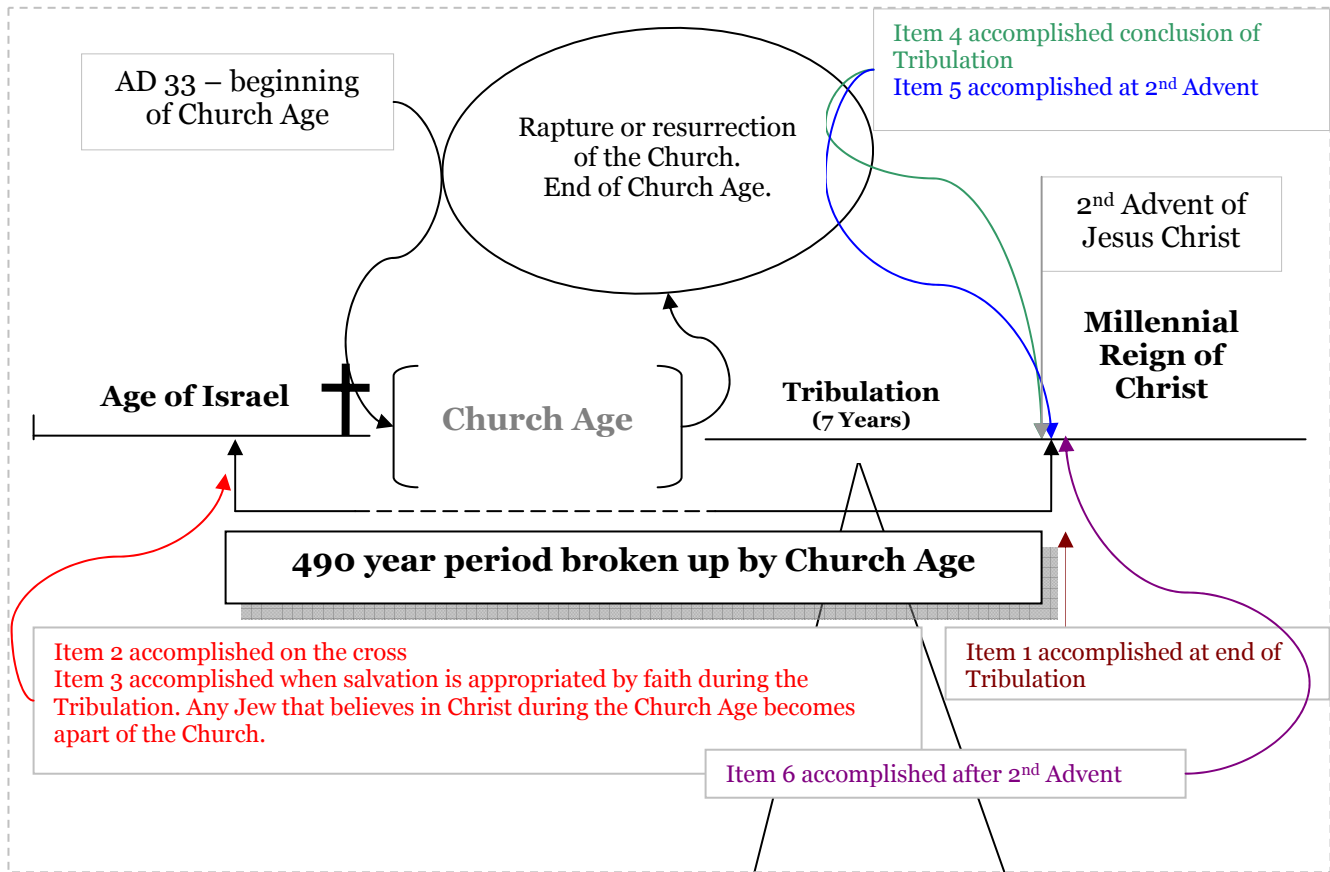 Item 4 accomplished conclusion of
Tribulation
Item 5 accomplished at 2nd Advent
AD 33 – beginning
of Church Age
Rapture or resurrection
of the Church.
End of Church Age.
2nd Advent of
Jesus Christ
Millennial
Reign of
Christ
Age of Israel
Church Age
Tribulation
(7 Years)
490 year period broken up by Church Age
Item 2 accomplished on the cross
Item 3 accomplished when salvation is appropriated by faith during the
Tribulation. Any Jew that believes in Christ during the Church Age becomes
apart of the Church.
Item 1 accomplished at end of
Tribulation
Item 6 accomplished after 2nd Advent